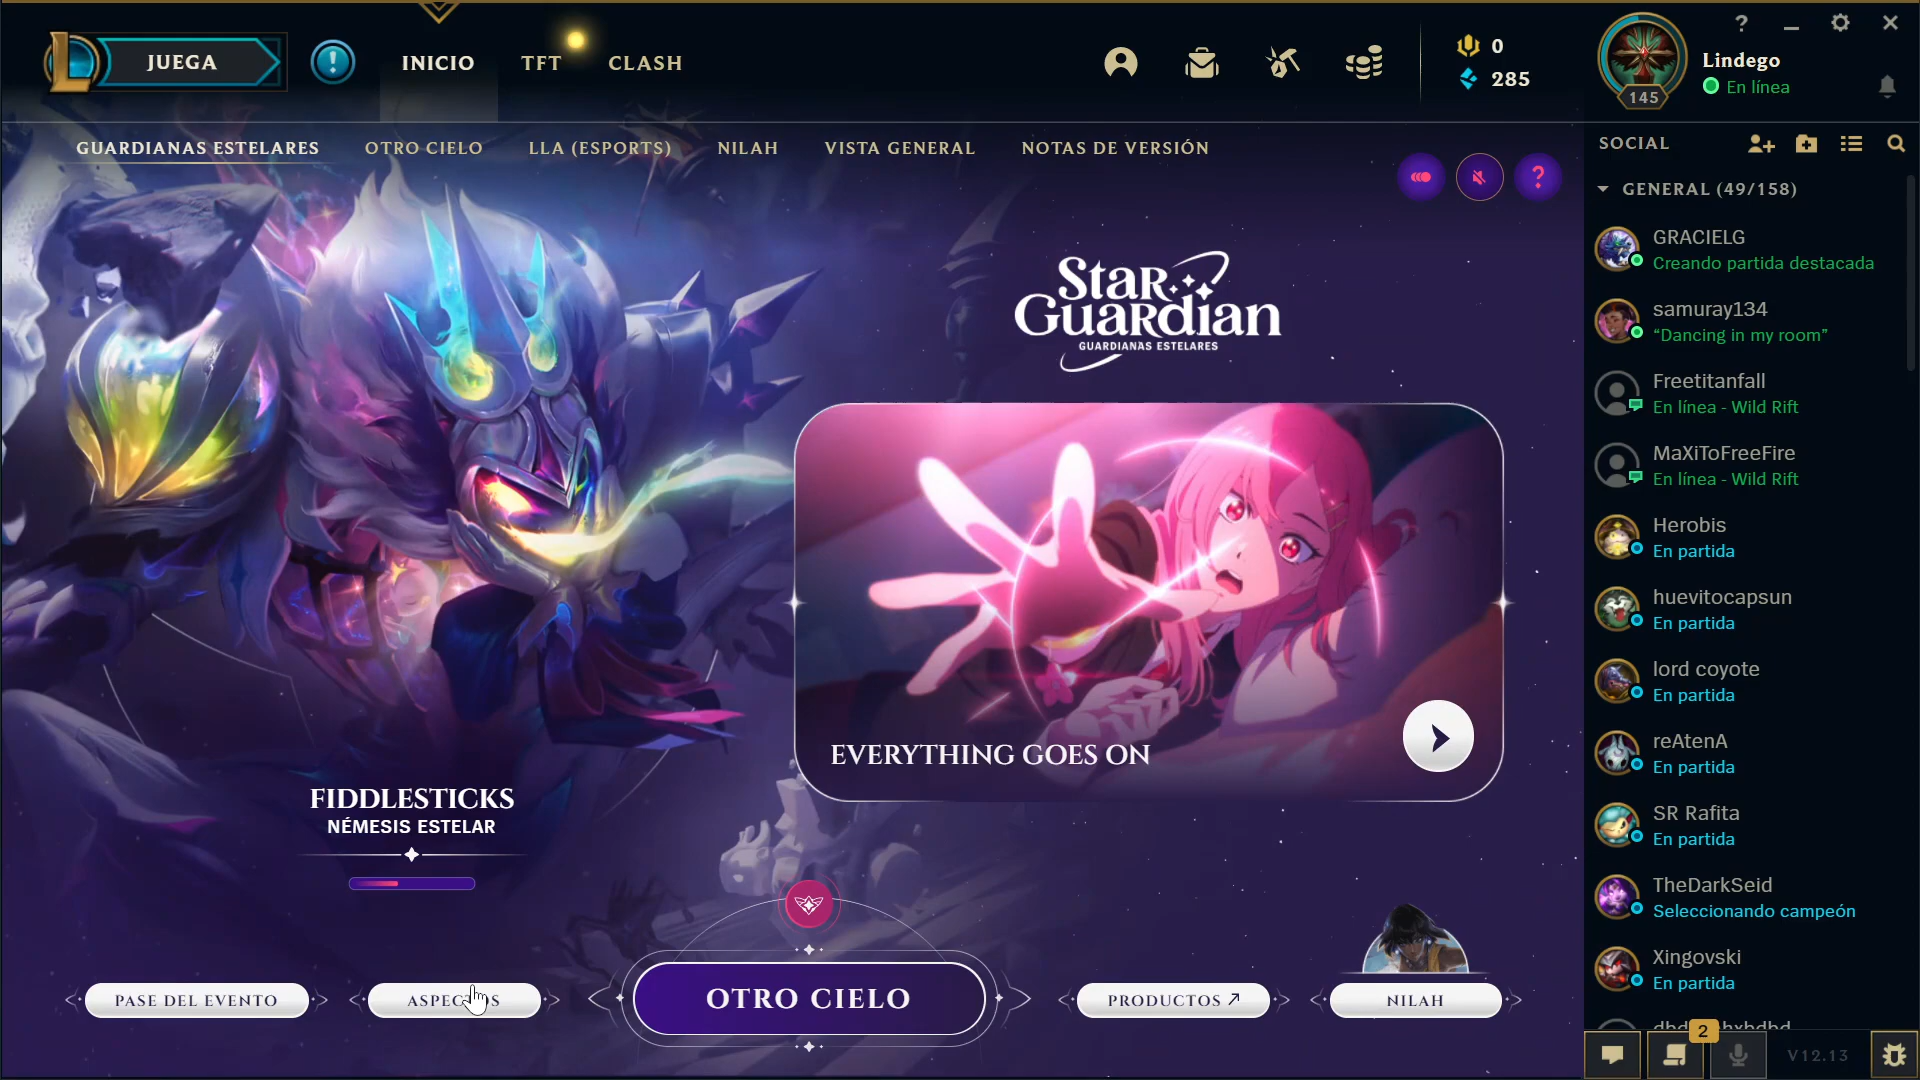 JUEGA
INICIO
TFT
CLASH
0
285
145
Lindego
En línea
GUARDIANAS ESTELARES
OTRO CIELO
LLA (ESPORTS)
NILAH
VISTA GENERAL
NOTAS DE VERSIÓN
Star Guardian
GUARDIANAS ESTELARES
EVERYTHING GOES ON
FIDDLESTICKS
NÉMESIS ESTELAR
PASE DEL EVENTO
OTRO CIELO
PRODUCTOS
NILAH
SOCIAL
GENERAL (49/158)
GRACIELG
Creando partida destacada
samuray134
“Dancing in my room”
Freetitanfall
En línea - Wild Rift
MaXiToFreeFire
En línea - Wild Rift
Herobis
En partida
huevitocapsun
En partida
lord coyote
En partida
reAtenA
En partida
SR Rafita
En partida
TheDarkSeid
Seleccionando campeón
Xingovski
En partida
2
V12.13